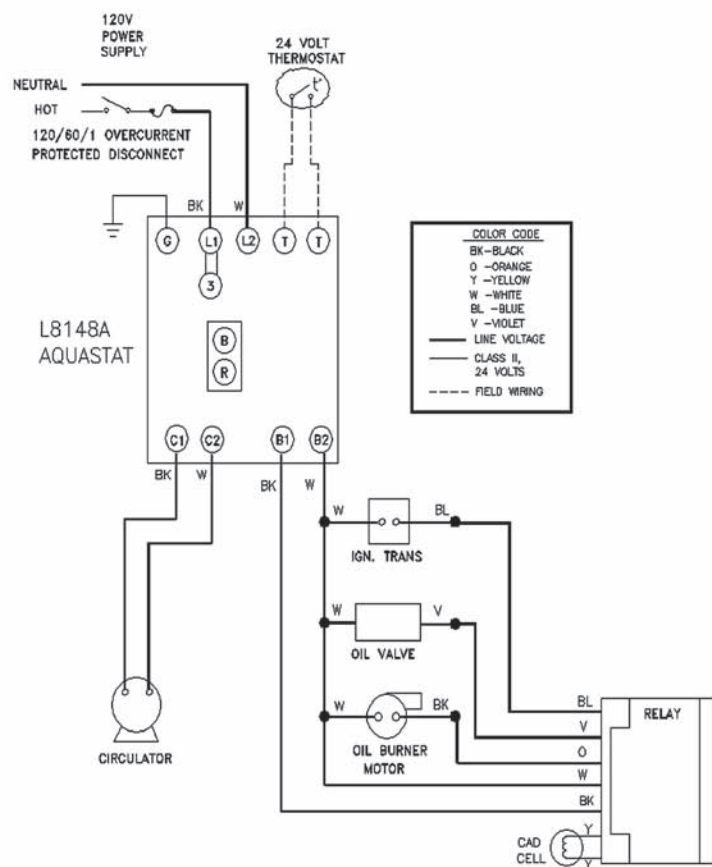 120V
POWER
SUPPLY
24 VOLT
THERMOSTAT
NEUTRAL
HOT
120/60/1 OVERCURRENT
PROTECTED DISCONNECT
BK
W
G
L1
L2
T
T
3
L8148A
AQUASTAT
B
R
COLOR CODE
BK-BLACK
O -ORANGE
Y -YELLOW
W -WHITE
BL -BLUE
V -VIOLET
LINE VOLTAGE
CLASS II,
24 VOLTS
FIELD WIRING
C1
C2
B1
B2
BK
W
BK
W
W
BL
IGN. TRANS
W
V
OIL VALVE
W
BK
OIL BURNER
MOTOR
CIRCULATOR
BL
V
O
W
BK
RELAY
Y
CAD
CELL
Y